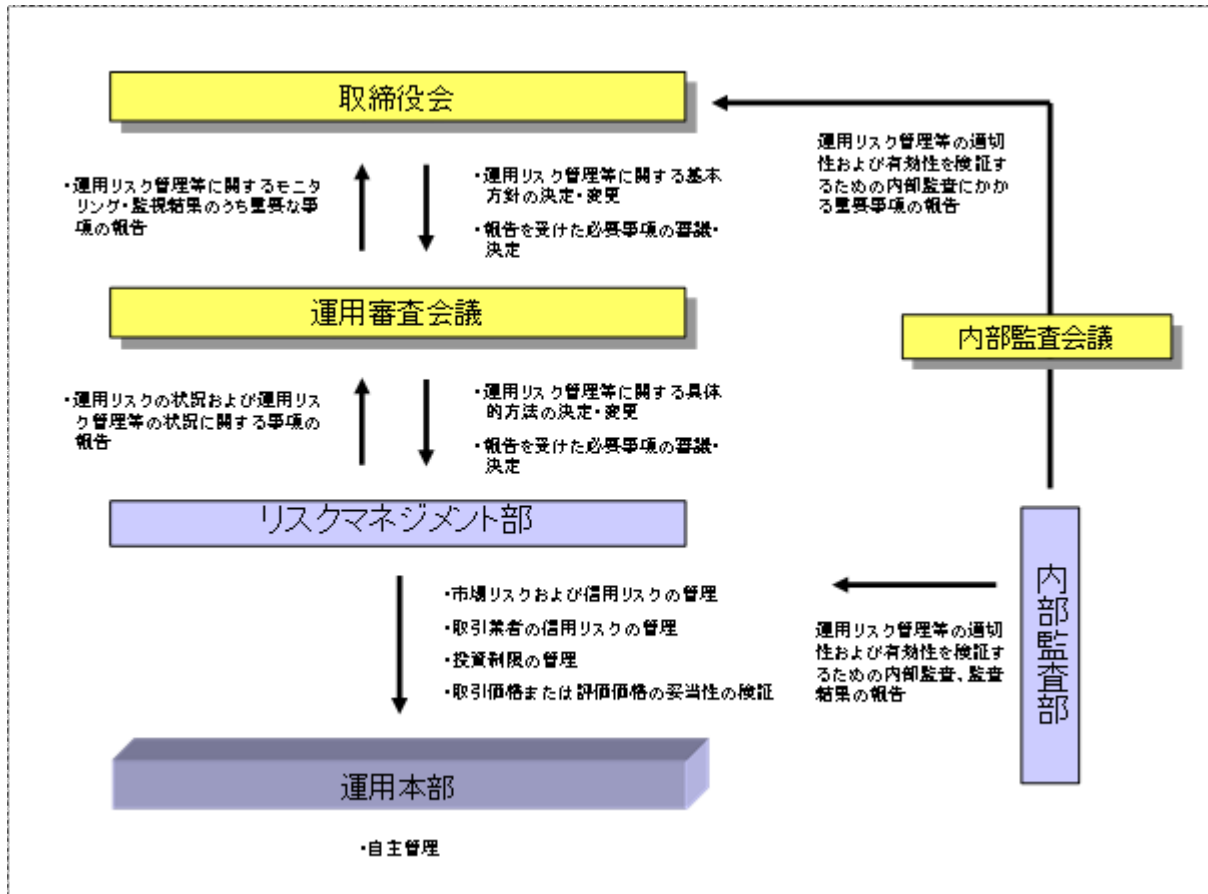 取締役会
・運用リスク管理等に関するモニタ
リング・監視結果のうち重要な事
項の報告
・運用リスク管理等に関する基本
方針の決定・変更
・報告を受けた必要事項の審議・
決定
運用リスク管理等の適切
性および有効性を検証す
るための内部監査にかか
る重要事項の報告
運用審査会議
内部監査会議
・運用リスクの状況および運用リス
ク管理等の状況に関する事項の
報告
・運用リスク管理等に関する具体
的方法の決定・変更
・報告を受けた必要事項の審議・
決定
リスクマネジメント部
・市場リスクおよび信用リスクの管理
・取引業者の信用リスクの管理
・投資制限の管理
・取引価格または評価価格の妥当性の検証
運用リスク管理等の適切
性および有効性を検証す
るための内部監査、監査
結果の報告
内部監査部
運用本部
・自主管理